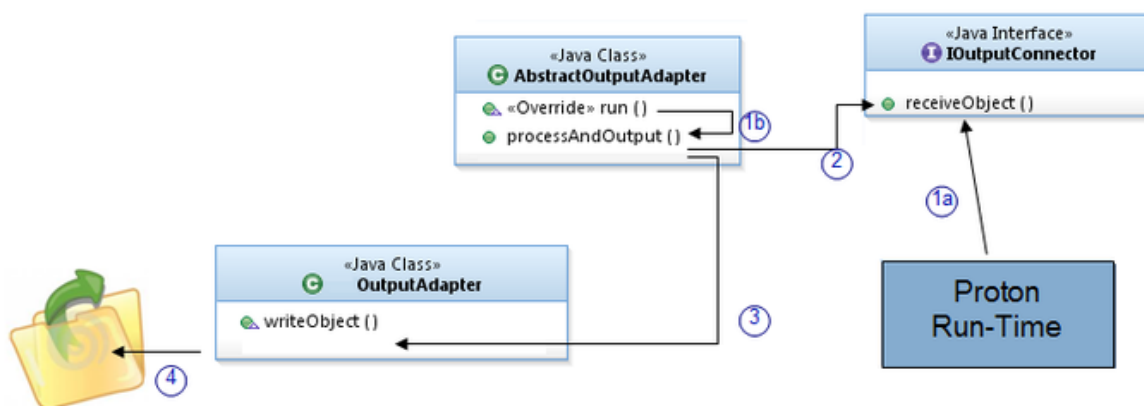 «Java Class»
C AbstractOutputAdapter
«Override» run ()
processAndOutput ()
1b
«Java Interface»
I IOutputConnector
receiveObject ()
2
1a
«Java Class»
C OutputAdapter
writeObject ()
3
4
Proton
Run-Time